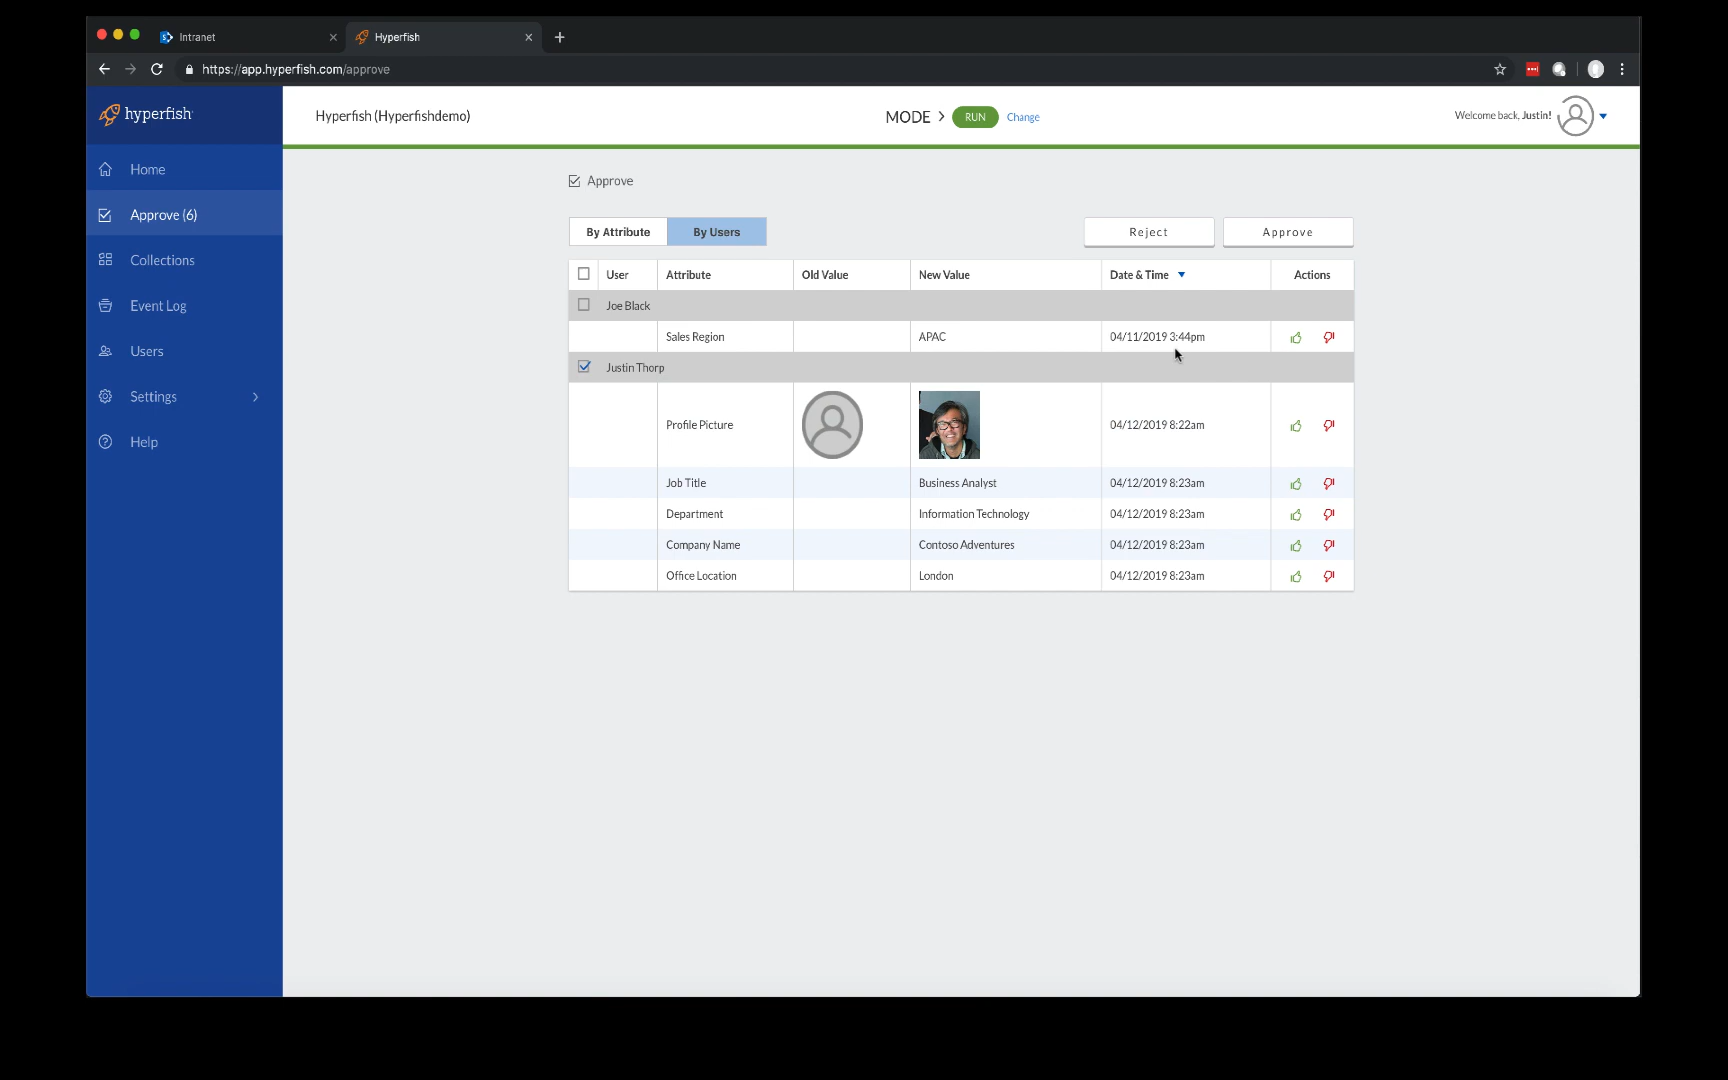 Intranet
Hyperfish
https://app.hyperfish.com/approve
hyperfish
Hyperfish (Hyperfishdemo)
MODE > RUN Change
Welcome back, Justin!
Home
Approve (6)
Collections
Event Log
Users
Settings
Help
Approve
By Attribute By Users Reject Approve
User Attribute Old Value New Value Date & Time Actions
Joe Black
Sales Region APAC 04/11/2019 3:44pm
Justin Thorp
Profile Picture 04/12/2019 8:22am
Job Title Business Analyst 04/12/2019 8:23am
Department Information Technology 04/12/2019 8:23am
Company Name Contoso Adventures 04/12/2019 8:23am
Office Location London 04/12/2019 8:23am